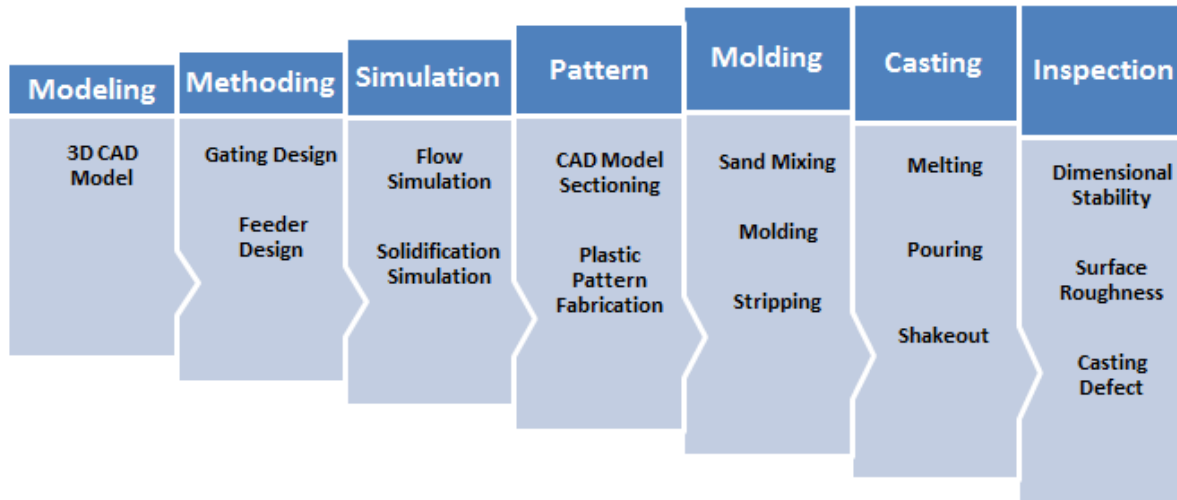 Modeling
3D CAD
Model
Methoding
Gating Design
Feeder
Design
Simulation
Flow
Simulation
Solidification
Simulation
Pattern
CAD Model
Sectioning
Plastic
Pattern
Fabrication
Molding
Sand Mixing
Molding
Stripping
Casting
Melting
Pouring
Shakeout
Inspection
Dimensional
Stability
Surface
Roughness
Casting
Defect